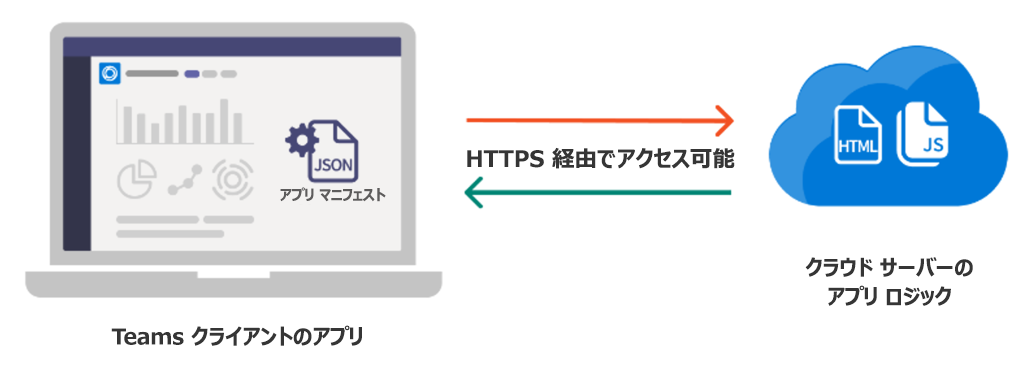 JSON
アプリ マニフェスト
HTTPS 経由でアクセス可能
HTML
JS
クラウド サーバーの
アプリ ロジック
Teams クライアントのアプリ